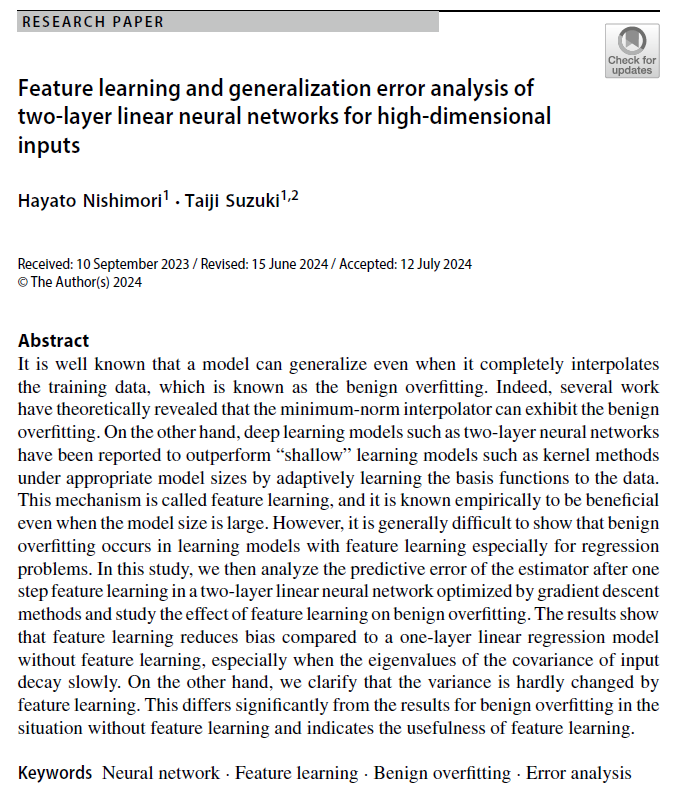 RESEARCH PAPER
Check for
updates
Feature learning and generalization error analysis of
two-layer linear neural networks for high-dimensional
inputs
Hayato Nishimori1 · Taiji Suzuki1,2
Received: 10 September 2023 / Revised: 15 June 2024 / Accepted: 12 July 2024
© The Author(s) 2024
Abstract
It is well known that a model can generalize even when it completely interpolates
the training data, which is known as the benign overfitting. Indeed, several work
have theoretically revealed that the minimum-norm interpolator can exhibit the benign
overfitting. On the other hand, deep learning models such as two-layer neural networks
have been reported to outperform “shallow” learning models such as kernel methods
under appropriate model sizes by adaptively learning the basis functions to the data.
This mechanism is called feature learning, and it is known empirically to be beneficial
even when the model size is large. However, it is generally difficult to show that benign
overfitting occurs in learning models with feature learning especially for regression
problems. In this study, we then analyze the predictive error of the estimator after one
step feature learning in a two-layer linear neural network optimized by gradient descent
methods and study the effect of feature learning on benign overfitting. The results show
that feature learning reduces bias compared to a one-layer linear regression model
without feature learning, especially when the eigenvalues of the covariance of input
decay slowly. On the other hand, we clarify that the variance is hardly changed by
feature learning. This differs significantly from the results for benign overfitting in the
situation without feature learning and indicates the usefulness of feature learning.
Keywords Neural network · Feature learning · Benign overfitting · Error analysis